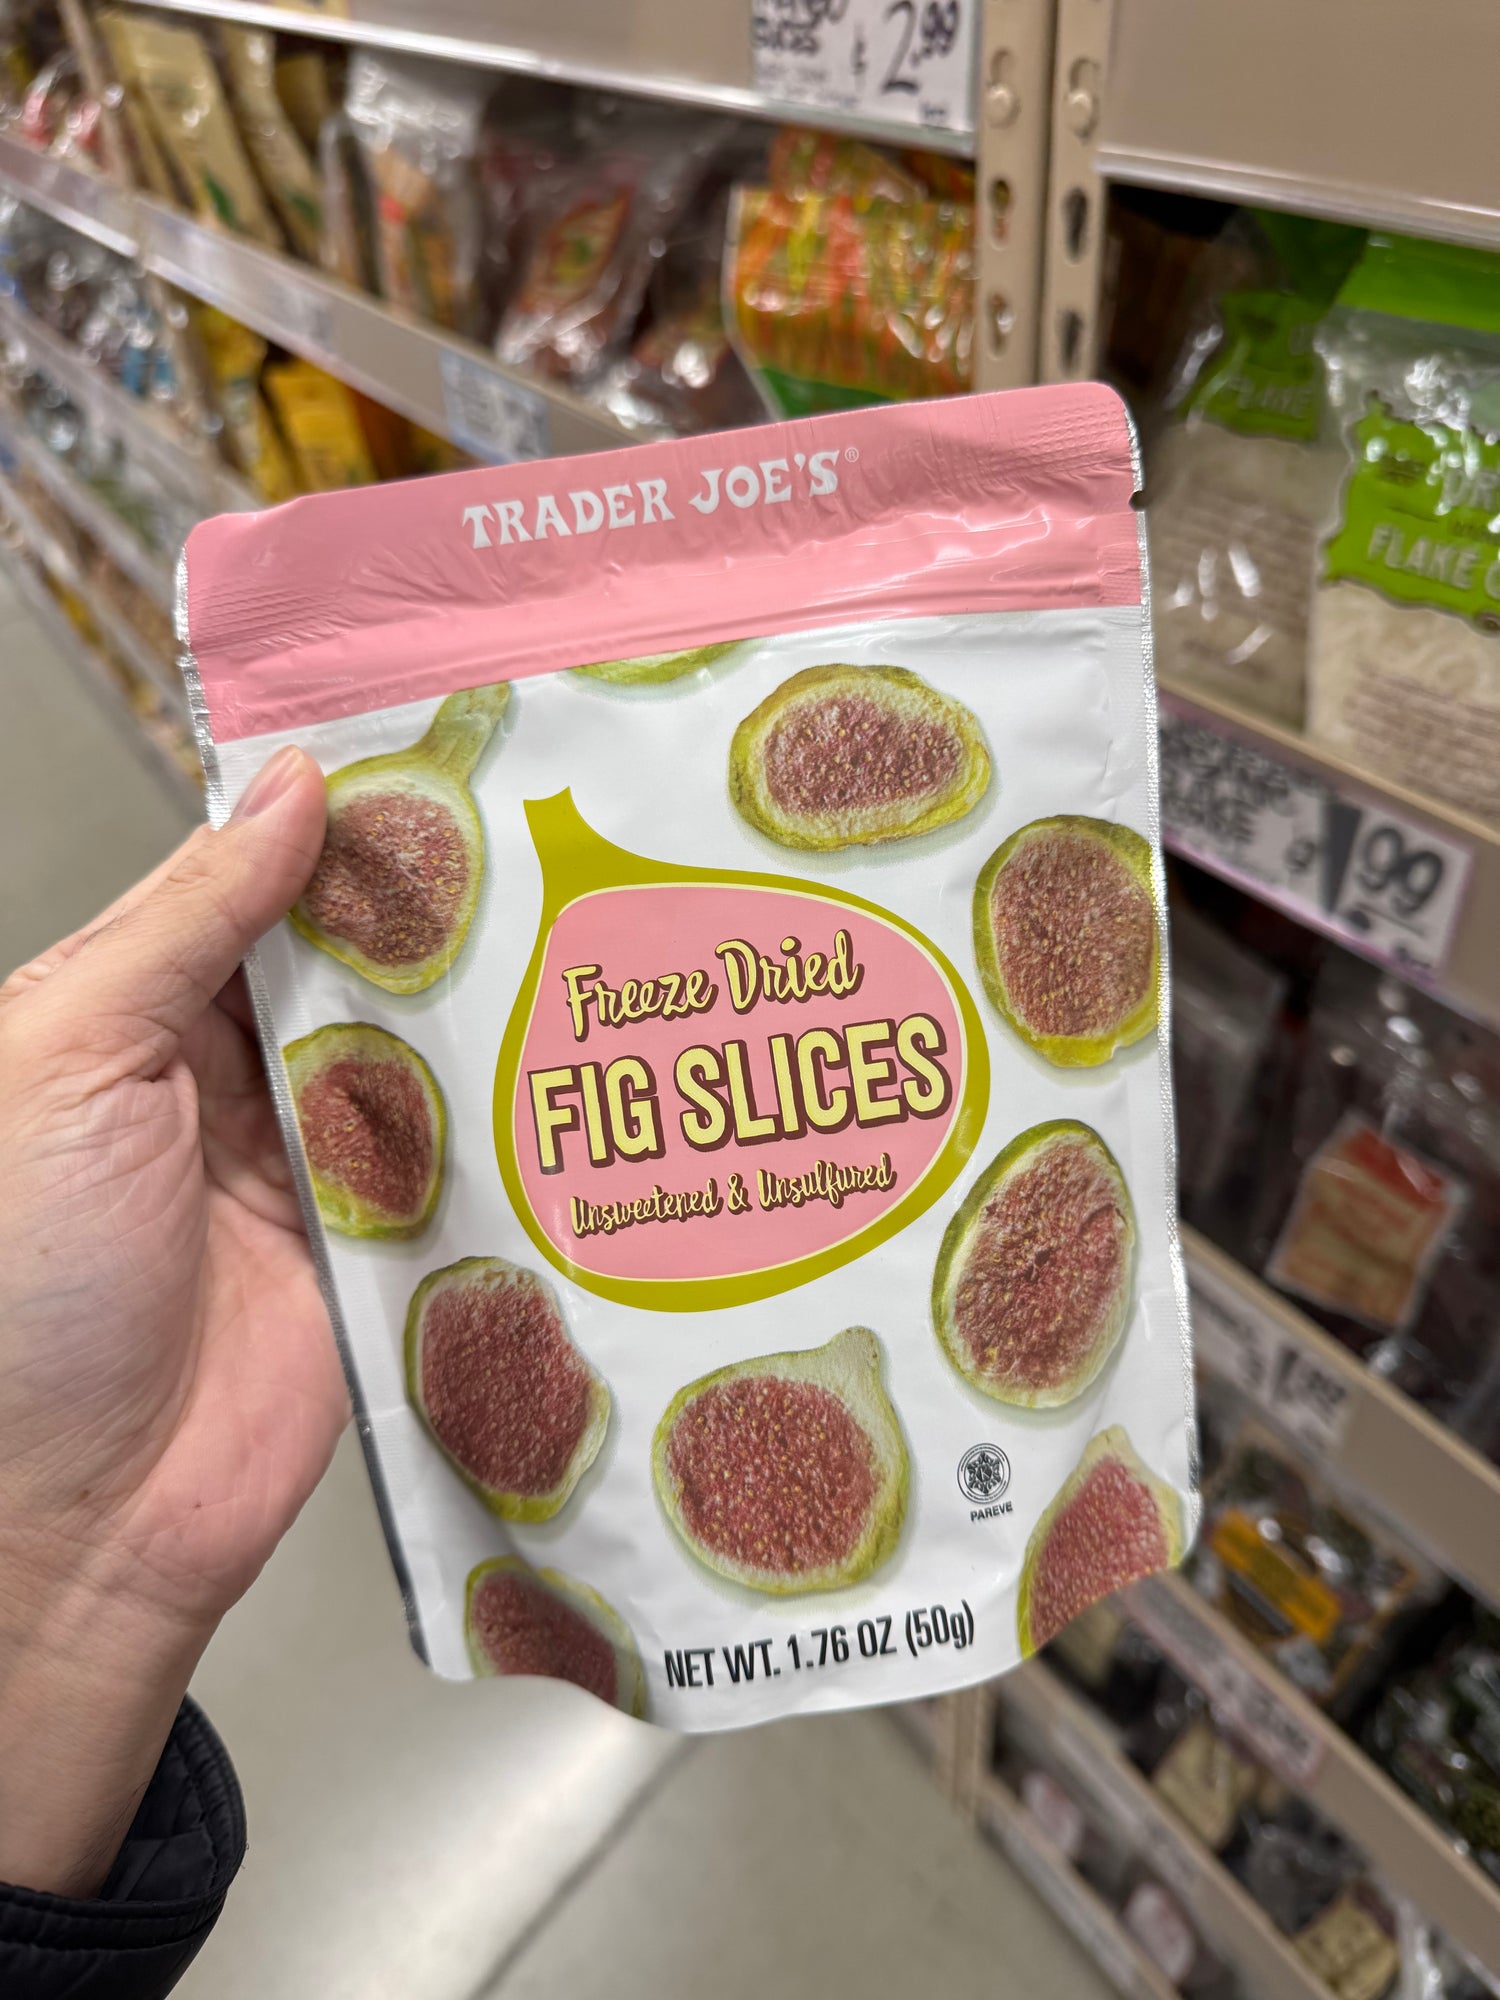 $2.99
TRADER JOE'S®
FLAKE
FLAKE
Freeze Dried
FIG SLICES
Unsweetened & Unsulfured
1.99
K
PAREVE
NET WT. 1.76 OZ (50g)